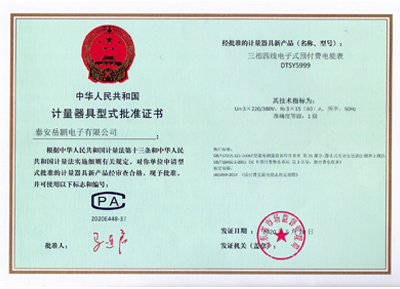 中华人民共和国
计量器具型式批准证书
泰安岳鹏电子有限公司
根据中华人民共和国计量法第十三条和中华人民
共和国计量法实施细则有关规定，对你单位申请型
式批准的计量器具新产品经审查合格，现予批准，
并可使用以下标志和编号：
PA
2020E448-37
批准人：
经批准的计量器具新产品（名称、型号）：
三相四线电子式预付费电能表
DTSY5999
其技术指标为：
准确度等级：1级
发证日期
发证机关（盖章）